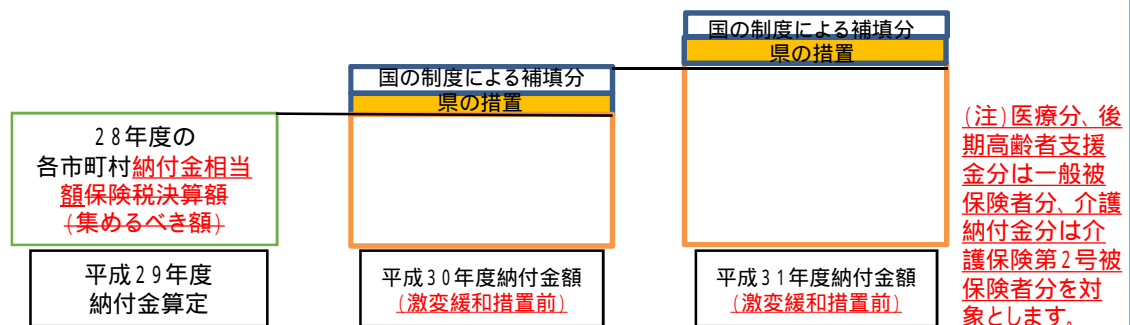 国の制度による補填分
県の措置
国の制度による補填分
県の措置
28年度の
各市町村納付金相当
額保険税決算額
(集めるべき額)
(注)医療分、後
期高齢者支援
金分は一般被
保険者分、介護
納付金分は介
護保険第2号被
保険者分を対
象とします。
平成29年度
納付金算定
平成30年度納付金額
(激変緩和措置前)
平成31年度納付金額
(激変緩和措置前)